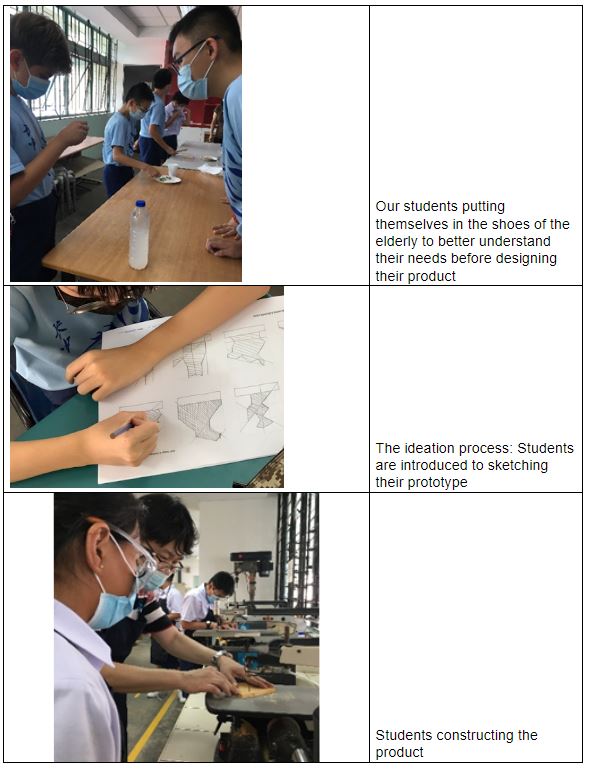 Our students putting
themselves in the shoes of the
elderly to better understand
their needs before designing
their product
The ideation process: Students
are introduced to sketching
their prototype
Students constructing the
product